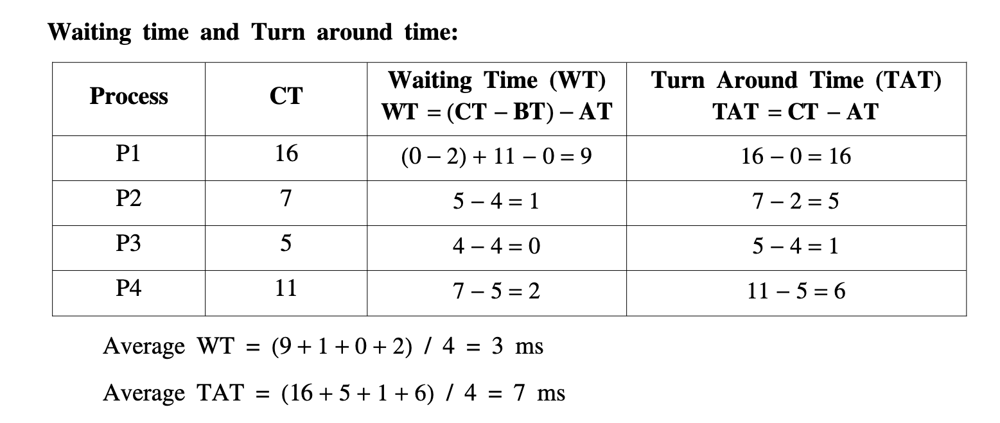 Waiting time and Turn around time:
Process CT Waiting Time (WT) Turn Around Time (TAT)
WT = (CT – BT) – AT TAT = CT – AT
P1 16 (0 – 2) + 11 – 0 = 9 16 – 0 = 16
P2 7 5 – 4 = 1 7 – 2 = 5
P3 5 4 – 4 = 0 5 – 4 = 1
P4 11 7 – 5 = 2 11 – 5 = 6
Average WT = (9 + 1 + 0 + 2) / 4 = 3 ms
Average TAT = (16 + 5 + 1 + 6) / 4 = 7 ms